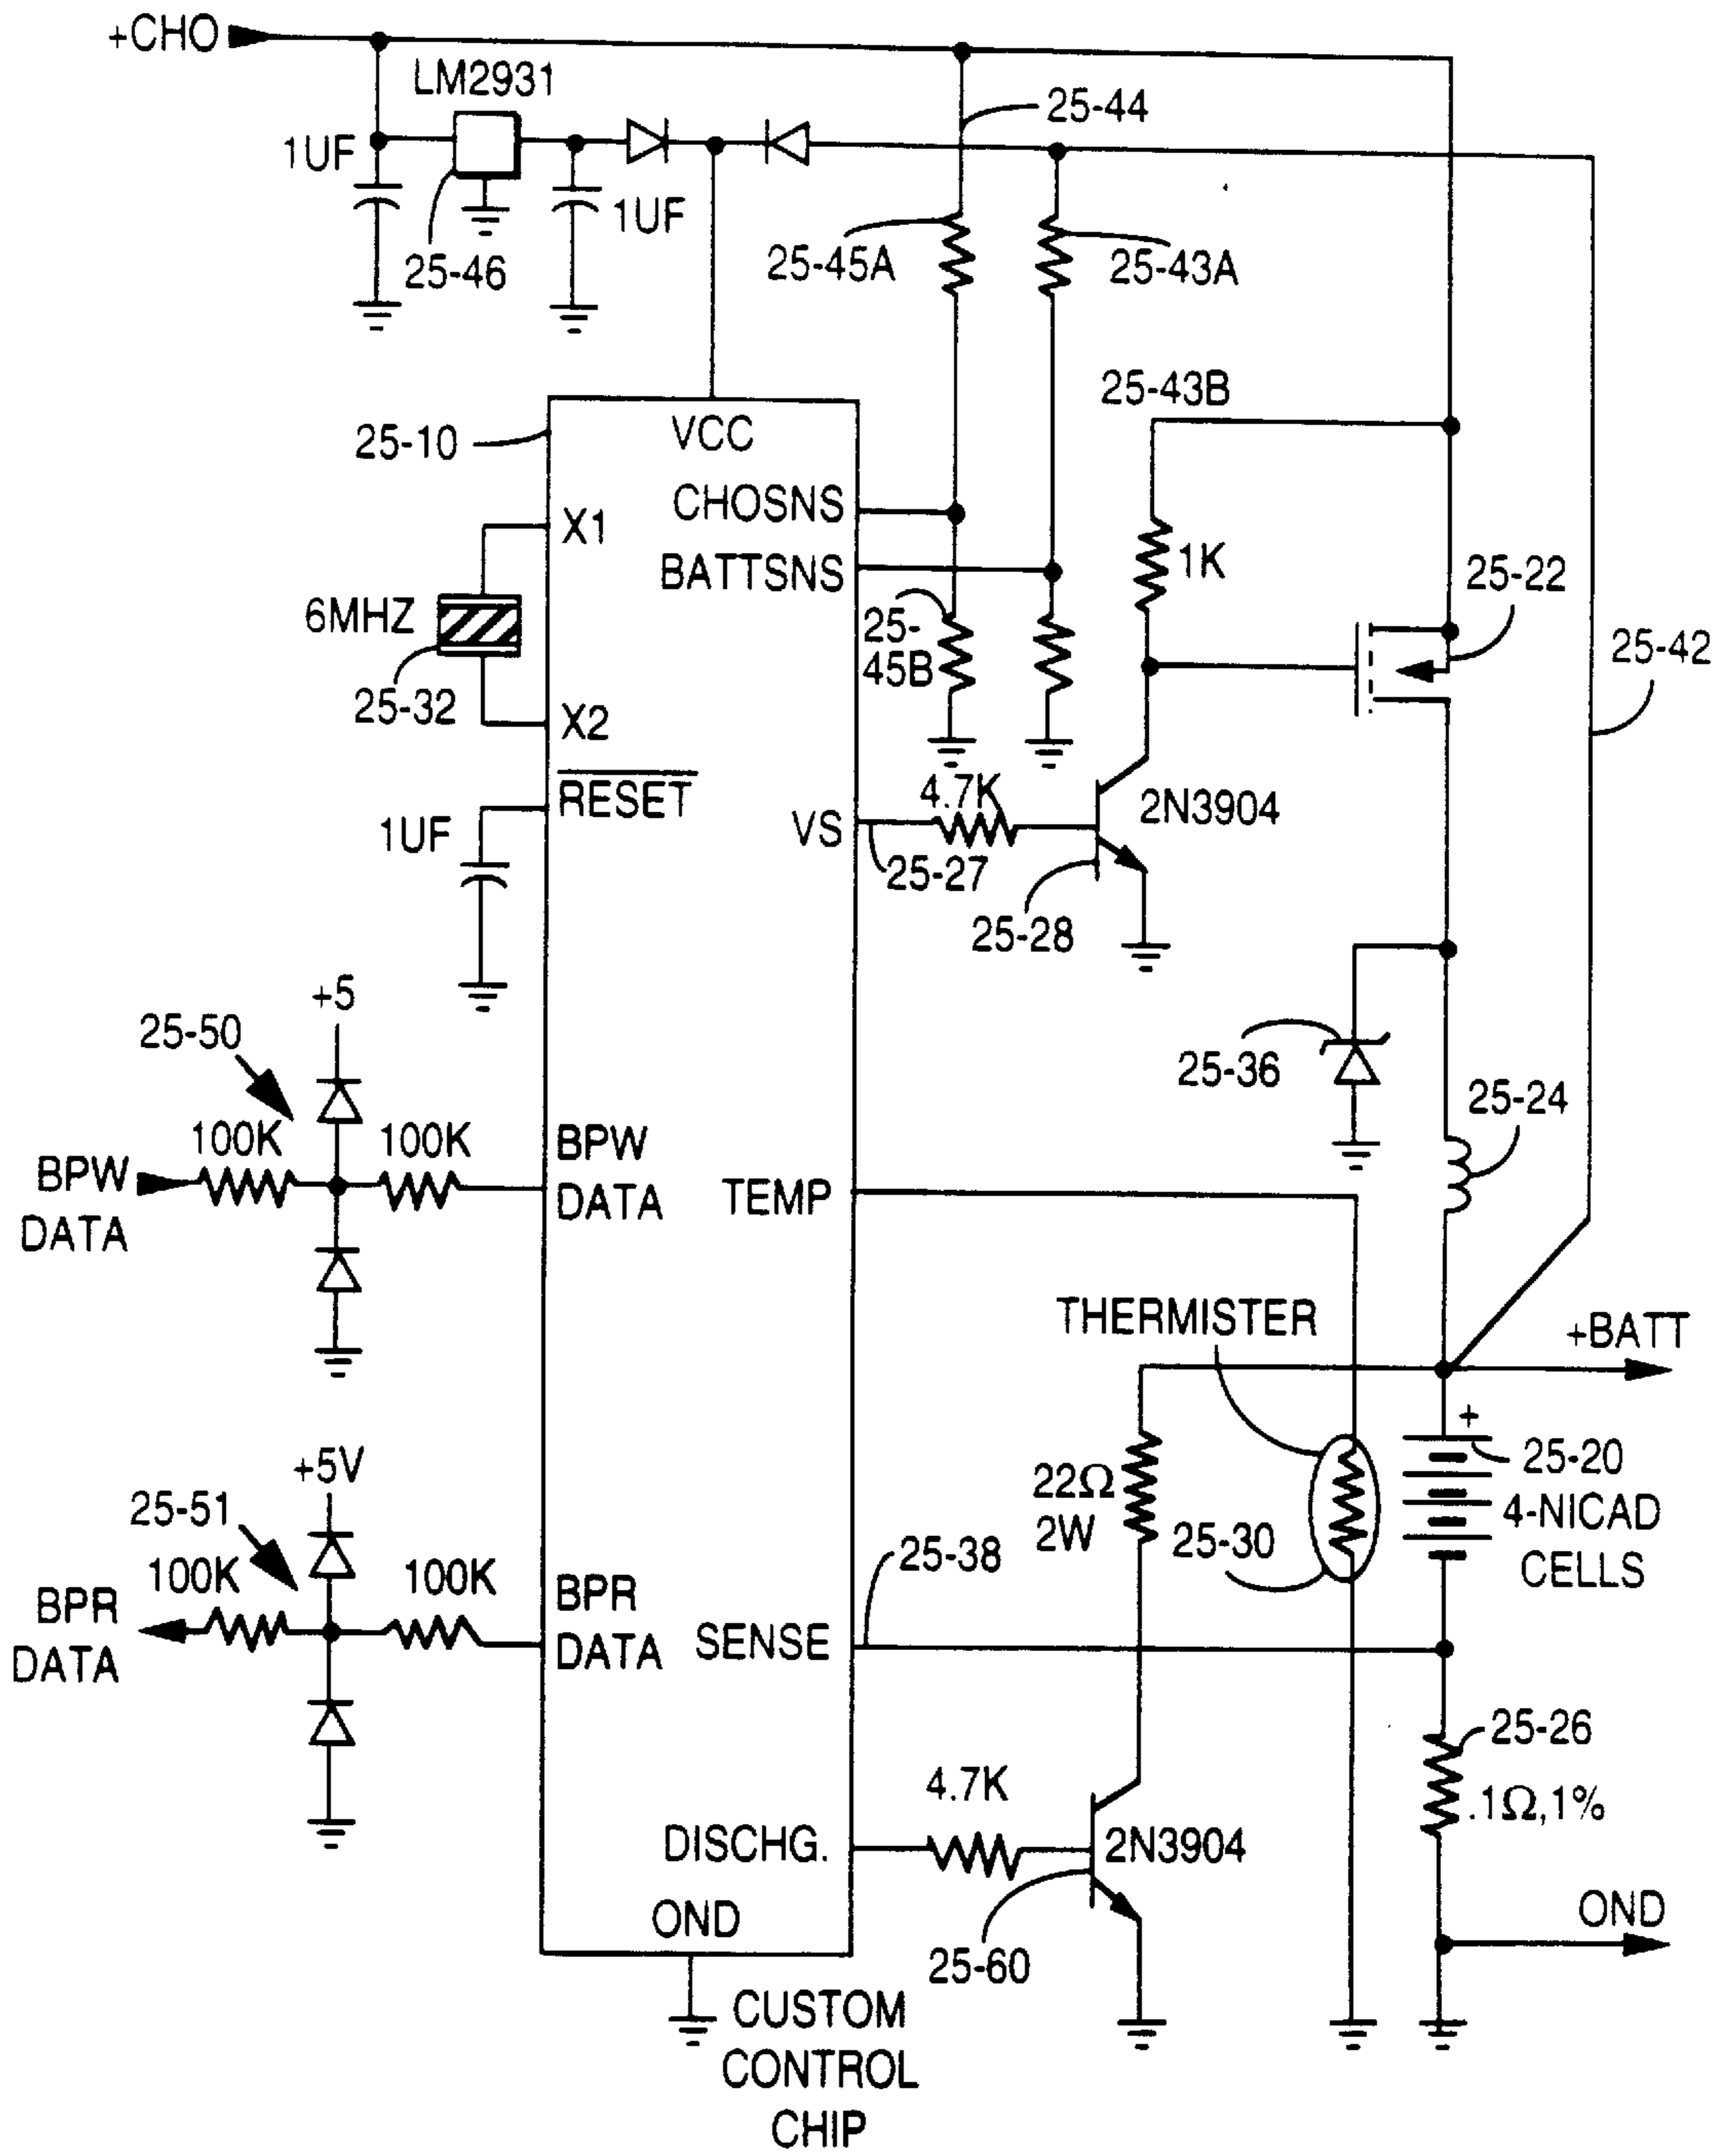 +CHO
LM2931
1UF
25-46
1UF
25-44
25-45A
25-43A
25-43B
25-10
VCC
CHOSNS
BATTSNS
X1
6MHZ
25-32
X2
RESET
1UF
25-
45B
1K
25-22
25-42
VS
4.7K
25-27
2N3904
25-28
+5
25-50
100K
100K
BPW
DATA
BPW
DATA
TEMP
25-36
25-24
THERMISTER
+BATT
+
25-20
4-NICAD
CELLS
22Ω
2W
25-30
+5V
25-51
100K
100K
BPR
DATA
BPR
DATA
SENSE
25-38
25-26
.1Ω,1%
4.7K
DISCHG.
2N3904
25-60
OND
OND
CUSTOM
CONTROL
CHIP